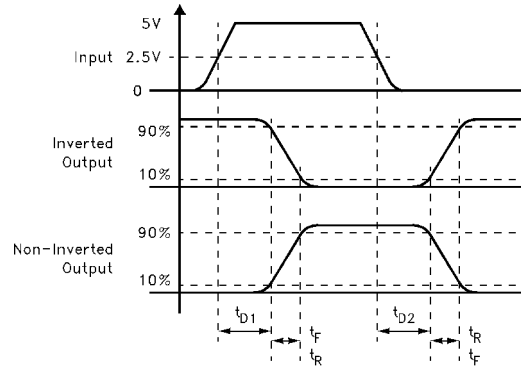 5V
Input 2.5V
0
90%
Inverted
Output
10%
90%
Non-Inverted
Output
10%
tD1 tF tD2 tR
tR tF